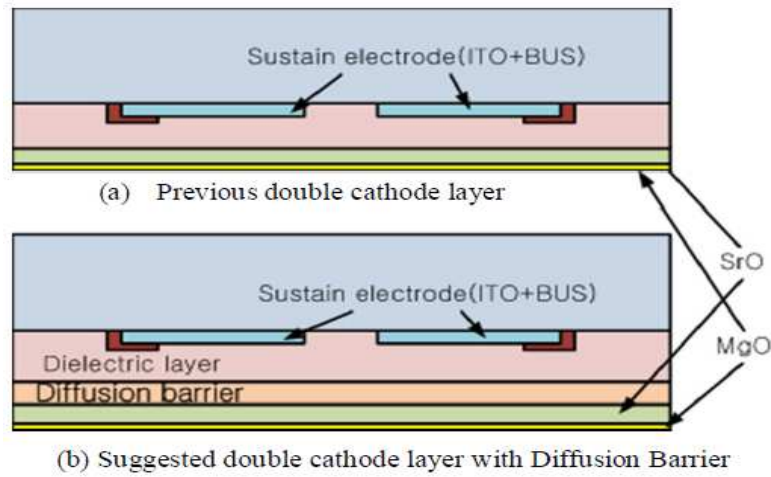 Sustain electrode(ITO+BUS)
(a) Previous double cathode layer
SrO
Sustain electrode(ITO+BUS)
MgO
Dielectric layer
Diffusion barrier
(b) Suggested double cathode layer with Diffusion Barrier